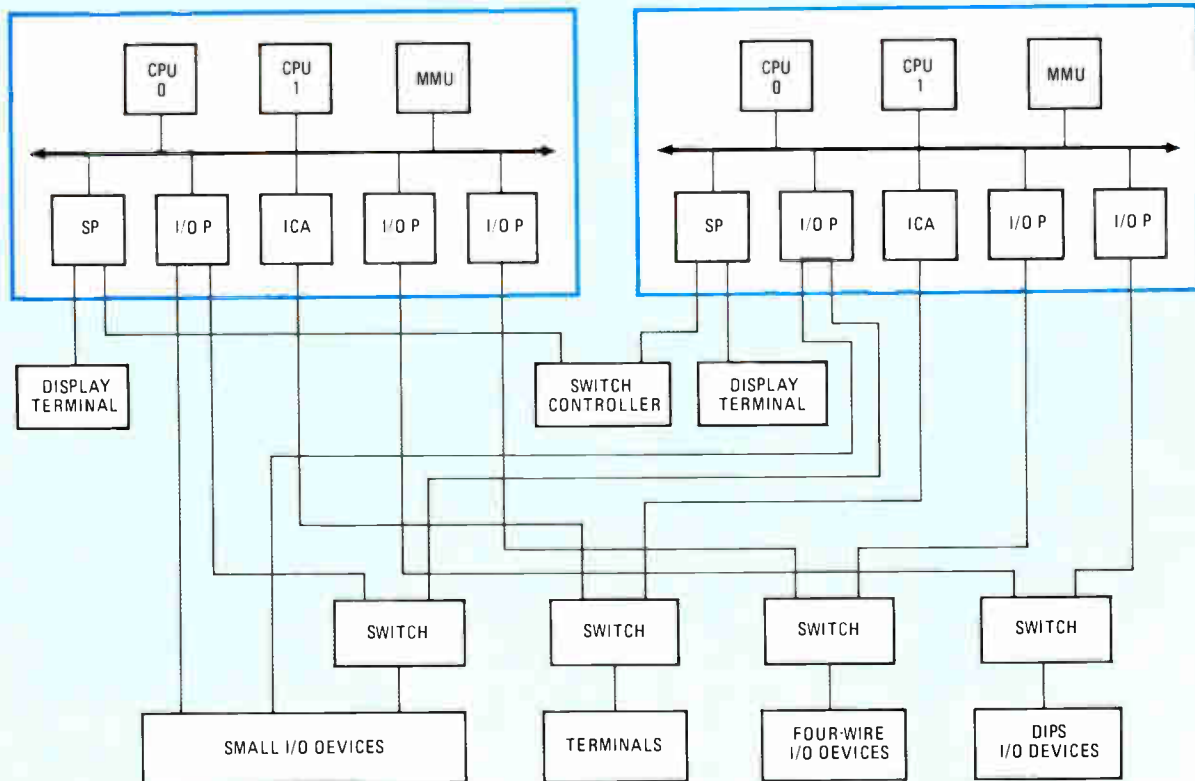 CPU
0
CPU
1
MMU
SP
I/O P
ICA
I/O P
I/O P
CPU
0
CPU
1
MMU
SP
I/O P
ICA
I/O P
I/O P
DISPLAY
TERMINAL
SWITCH
CONTROLLER
DISPLAY
TERMINAL
SWITCH
SWITCH
SWITCH
SWITCH
SMALL I/O DEVICES
TERMINALS
FOUR-WIRE
I/O DEVICES
DIPS
I/O DEVICES